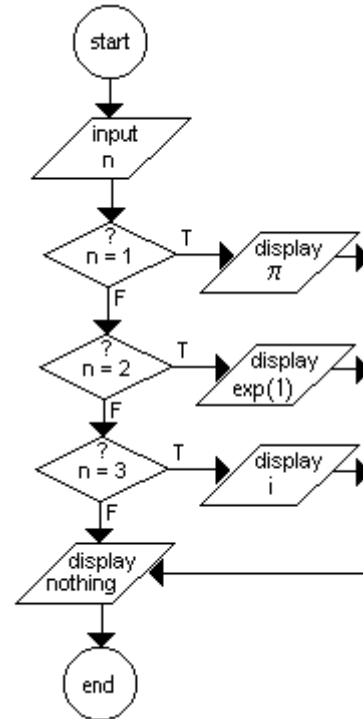 start
input
n
?
n = 1
T
display
π
F
?
n = 2
T
display
exp(1)
F
?
n = 3
T
display
i
F
display
nothing
end